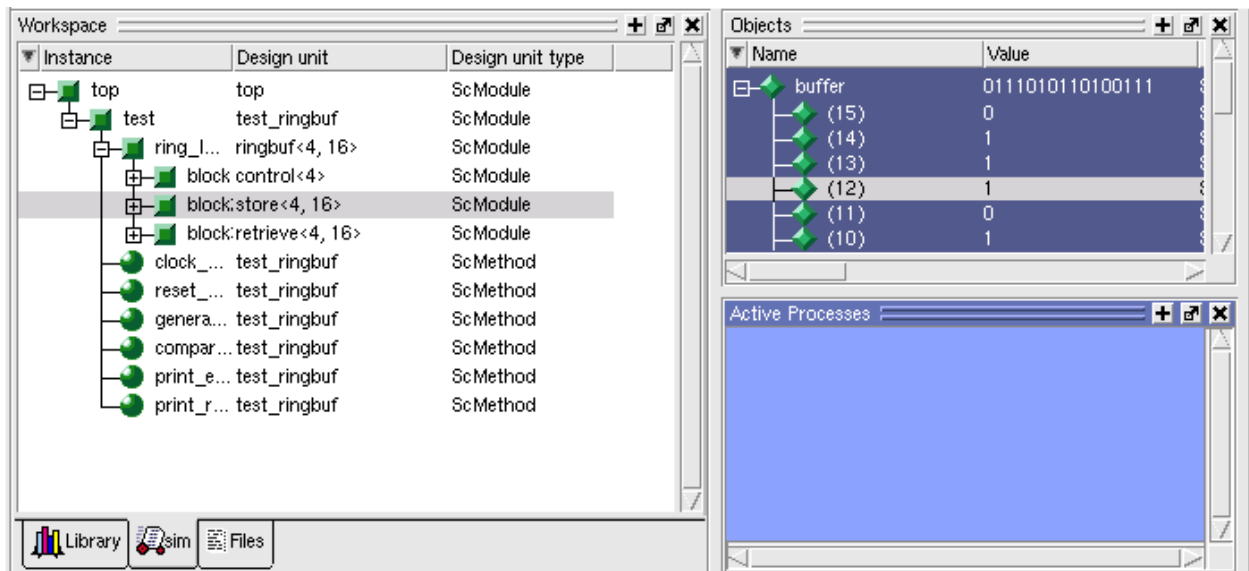 Workspace
Instance Design unit Design unit type
top top ScModule
test test_ringbuf ScModule
ring_l... ringbuf<4, 16> ScModule
block control<4> ScModule
block: store<4, 16> ScModule
block: retrieve<4, 16> ScModule
clock_... test_ringbuf ScMethod
reset_... test_ringbuf ScMethod
genera... test_ringbuf ScMethod
compar... test_ringbuf ScMethod
print_e... test_ringbuf ScMethod
print_r... test_ringbuf ScMethod
Library sim Files
Objects
Name Value
buffer 0111010110100111
(15) 0
(14) 1
(13) 1
(12) 1
(11) 0
(10) 1
Active Processes